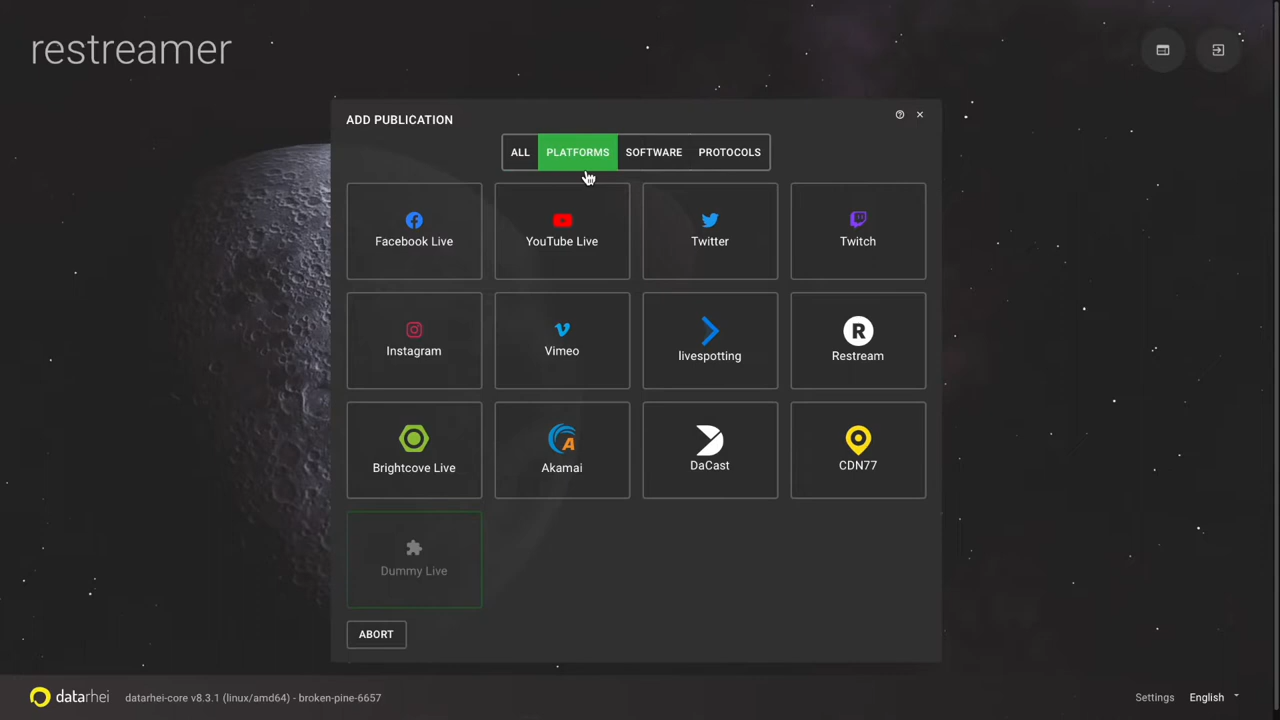 restreamer
ADD PUBLICATION
ALL PLATFORMS SOFTWARE PROTOCOLS
Facebook Live YouTube Live Twitter Twitch
Instagram Vimeo livespotting Restream
Brightcove Live Akamai DaCast CDN77
Dummy Live
ABORT
datarhei datarhei-core v8.3.1 (linux/amd64) - broken-pine-6657 Settings English